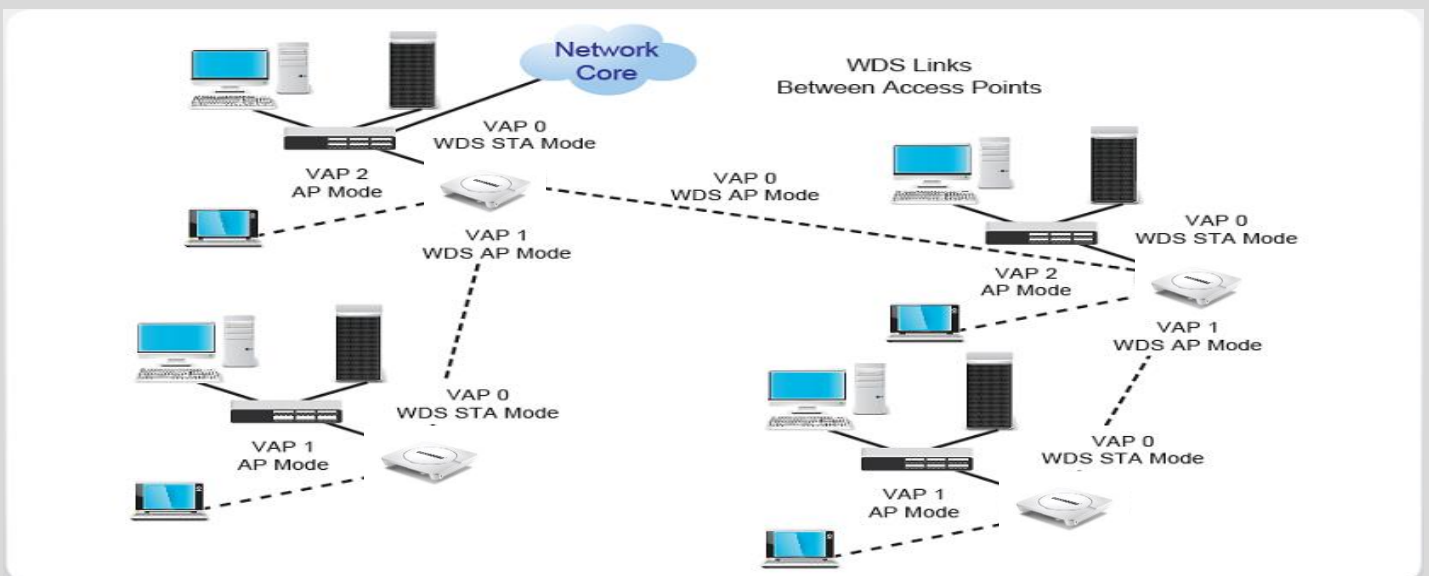 Network
Core
WDS Links
Between Access Points
VAP 0
WDS STA Mode
VAP 2
AP Mode
VAP 0
WDS AP Mode
VAP 1
WDS AP Mode
VAP 0
WDS STA Mode
VAP 2
AP Mode
VAP 1
WDS AP Mode
VAP 0
WDS STA Mode
VAP 1
AP Mode
VAP 0
WDS STA Mode
VAP 1
AP Mode